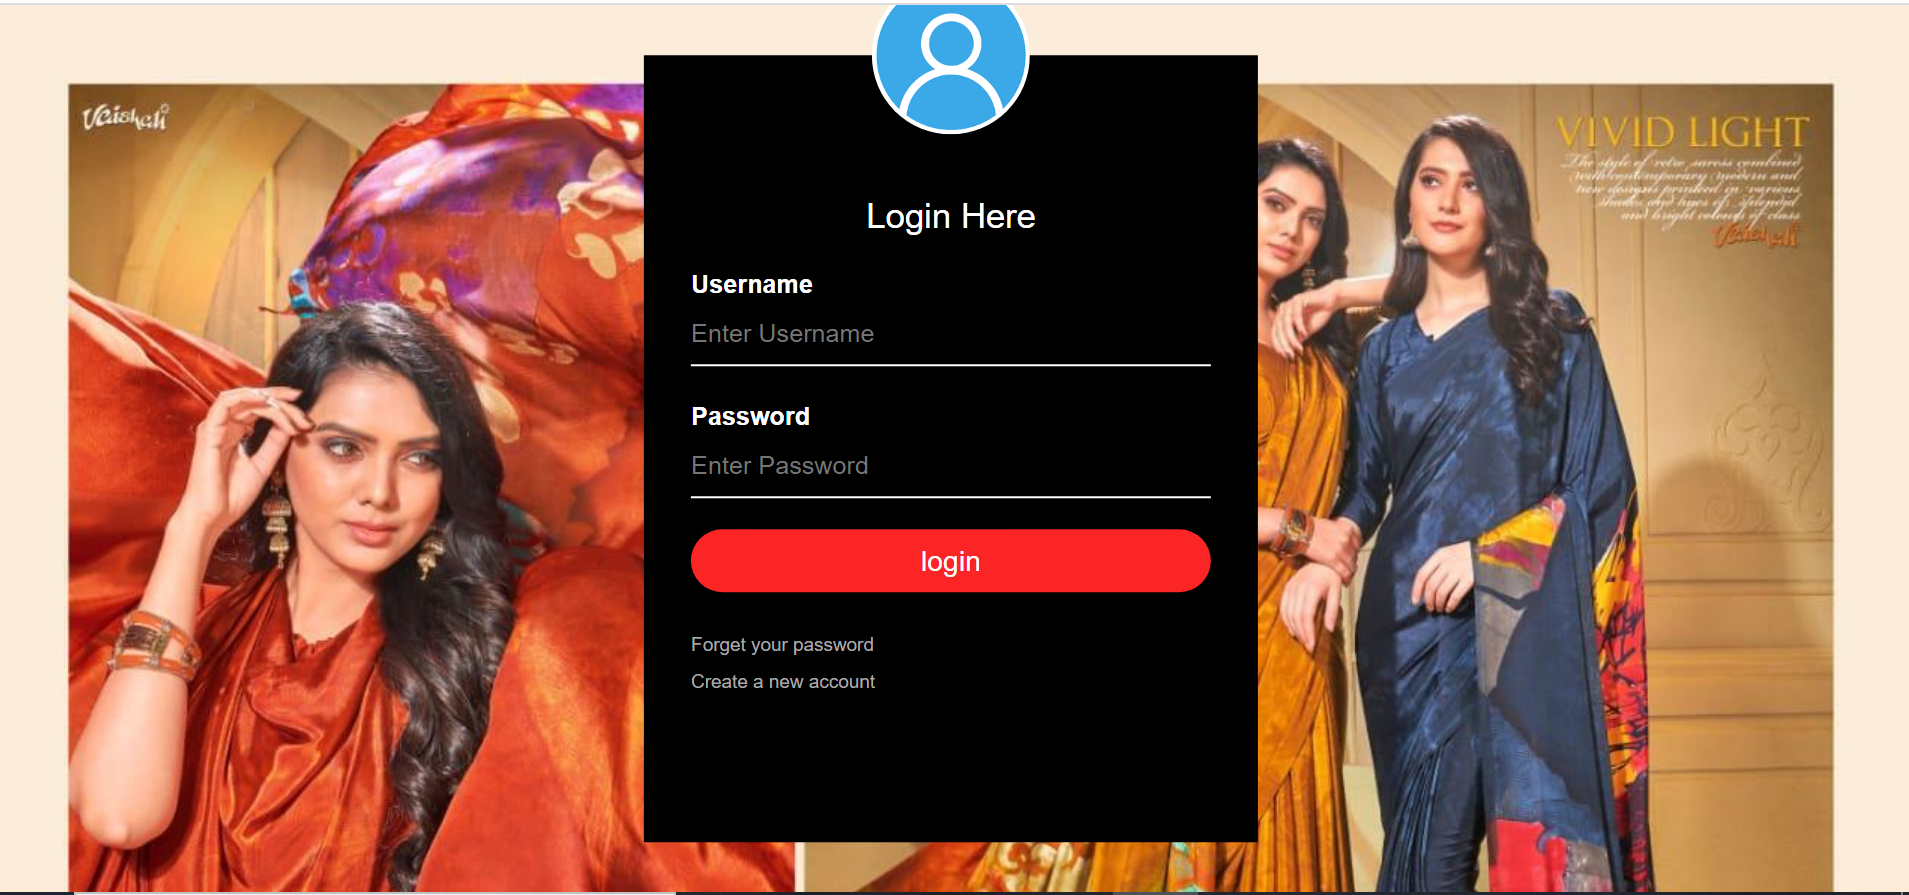 Vaishali
Login Here
Username
Enter Username
Password
Enter Password
login
Forget your password
Create a new account
VIVID LIGHT
The style of retro saress combined
with contemporary modern and
new designs printed in various
shades and hues of splendid
and bright colours of class
Vaishali